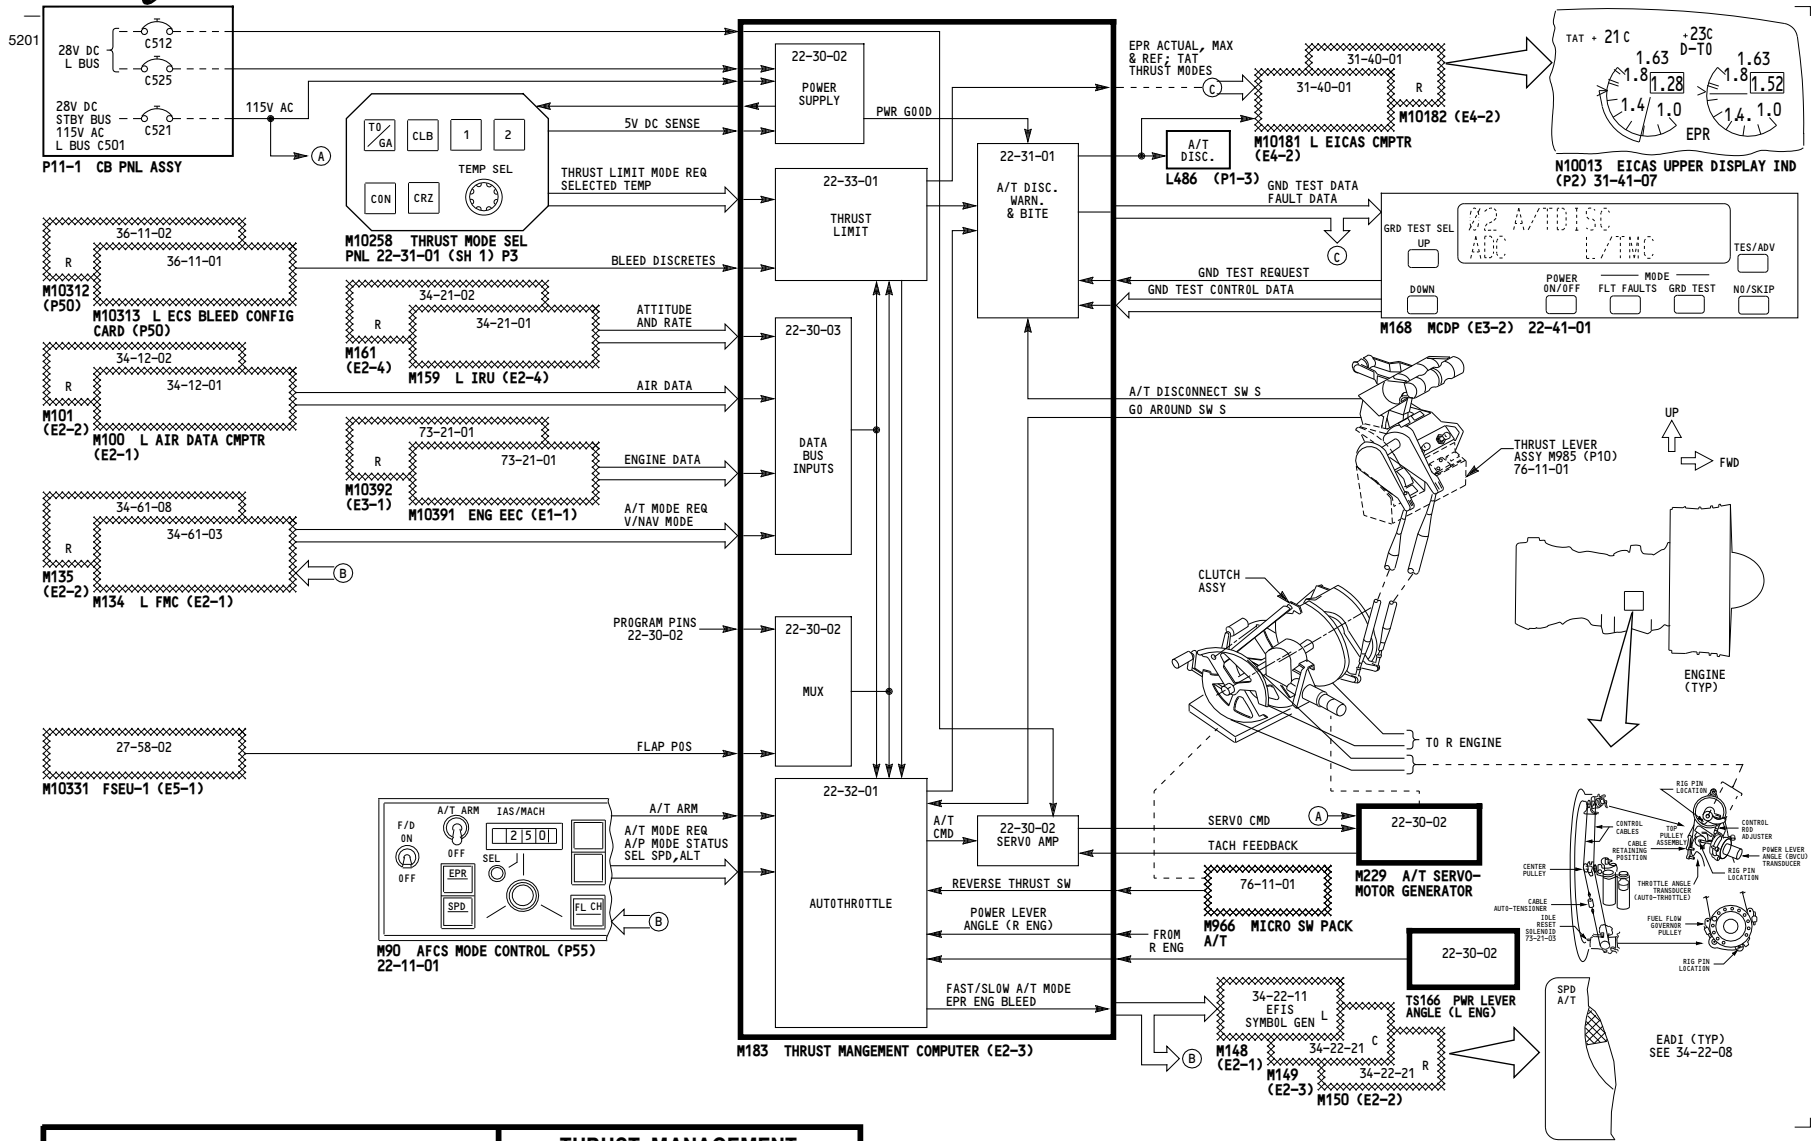 5201
28V DC
L BUS
C512
C525
28V DC
STBY BUS
115V AC
L BUS C501
C521
P11-1 CB PNL ASSY
115V AC
A
T0/GA
CLB
1
2
TEMP SEL
CON
CRZ
M10258 THRUST MODE SEL
PNL 22-31-01 (SH 1) P3
5V DC SENSE
THRUST LIMIT MODE REQ
SELECTED TEMP
BLEED DISCRETES
36-11-02
R
36-11-01
M10312
(P50)
M10313 L ECS BLEED CONFIG
CARD (P50)
34-21-02
R
34-21-01
M161
(E2-4)
M159 L IRU (E2-4)
ATTITUDE
AND RATE
34-12-02
R
34-12-01
M101
(E2-2)
M100 L AIR DATA CMPTR
(E2-1)
AIR DATA
73-21-01
R
73-21-01
M10392
(E3-1)
M10391 ENG EEC (E1-1)
ENGINE DATA
34-61-08
R
34-61-03
M135
(E2-2)
M134 L FMC (E2-1)
B
A/T MODE REQ
V/NAV MODE
PROGRAM PINS
22-30-02
27-58-02
M10331 FSEU-1 (E5-1)
FLAP POS
F/D
ON
OFF
A/T ARM
OFF
IAS/MACH
250
SEL
EPR
SPD
FL CH
B
M90 AFCS MODE CONTROL (P55)
22-11-01
A/T ARM
A/T MODE REQ
A/P MODE STATUS
SEL SPD,ALT
22-30-02
POWER
SUPPLY
PWR GOOD
22-33-01
THRUST
LIMIT
22-30-03
DATA
BUS
INPUTS
22-30-02
MUX
22-32-01
AUTOTHROTTLE
22-31-01
A/T DISC.
WARN.
& BITE
A/T
CMD
22-30-02
SERVO AMP
M183 THRUST MANGEMENT COMPUTER (E2-3)
EPR ACTUAL, MAX
& REF; TAT
THRUST MODES
C
31-40-01
R
31-40-01
M10182 (E4-2)
M10181 L EICAS CMPTR
(E4-2)
A/T
DISC.
L486 (P1-3)
TAT + 21C
+23C
D-TO
1.63
1.8
1.28
1.4
1.0
1.63
1.8
1.52
1.4
1.0
EPR
N10013 EICAS UPPER DISPLAY IND
(P2) 31-41-07
GND TEST DATA
FAULT DATA
C
GND TEST REQUEST
GND TEST CONTROL DATA
GRD TEST SEL
UP
DOWN
02 A/TDISC
ADC L/TMC
TES/ADV
POWER
ON/OFF
MODE
FLT FAULTS
GRD TEST
NO/SKIP
M168 MCDP (E3-2) 22-41-01
A/T DISCONNECT SW S
GO AROUND SW S
THRUST LEVER
ASSY M985 (P10)
76-11-01
UP
FWD
CLUTCH
ASSY
ENGINE
(TYP)
TO R ENGINE
SERVO CMD
TACH FEEDBACK
A
22-30-02
M229 A/T SERVO-
MOTOR GENERATOR
REVERSE THRUST SW
76-11-01
M966 MICRO SW PACK
A/T
POWER LEVER
ANGLE (R ENG)
FROM
R ENG
22-30-02
TS166 PWR LEVER
ANGLE (L ENG)
FAST/SLOW A/T MODE
EPR ENG BLEED
B
34-22-11
EFIS
SYMBOL GEN L
34-22-21 C
34-22-21 R
M148
(E2-1)
M149
(E2-3)
M150 (E2-2)
SPD
A/T
EADI (TYP)
SEE 34-22-08
RIG PIN
LOCATION
CONTROL
CABLES
TOP
PULLEY
ASSEMBLY
CABLE
RETAINING
POSITION
CONTROL
ROD
ADJUSTER
POWER LEVER
ANGLE (BVCU)
TRANSDUCER
RIG PIN
LOCATION
CENTER
PULLEY
THROTTLE ANGLE
TRANSDUCER
(AUTO-TRHOTTLE)
CABLE
AUTO-TENSIONER
IDLE
RESET
SOLENOID
73-21-03
FUEL FLOW
GOVERNOR
PULLEY
RIG PIN
LOCATION
THRUST MANAGEMENT